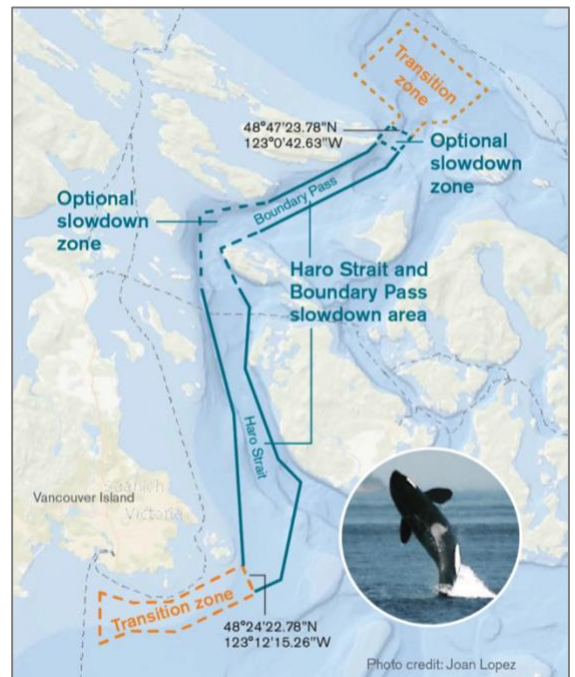 Transition
zone
48°47'23.78"N
123°0'42.63"W
Optional
slowdown
zone
Optional
slowdown
zone
Boundary Pass
Haro Strait and
Boundary Pass
slowdown area
Haro Strait
Vancouver Island
Saanich
Victoria
Transition zone
48°24'22.78"N
123°12'15.26"W
Photo credit: Joan Lopez